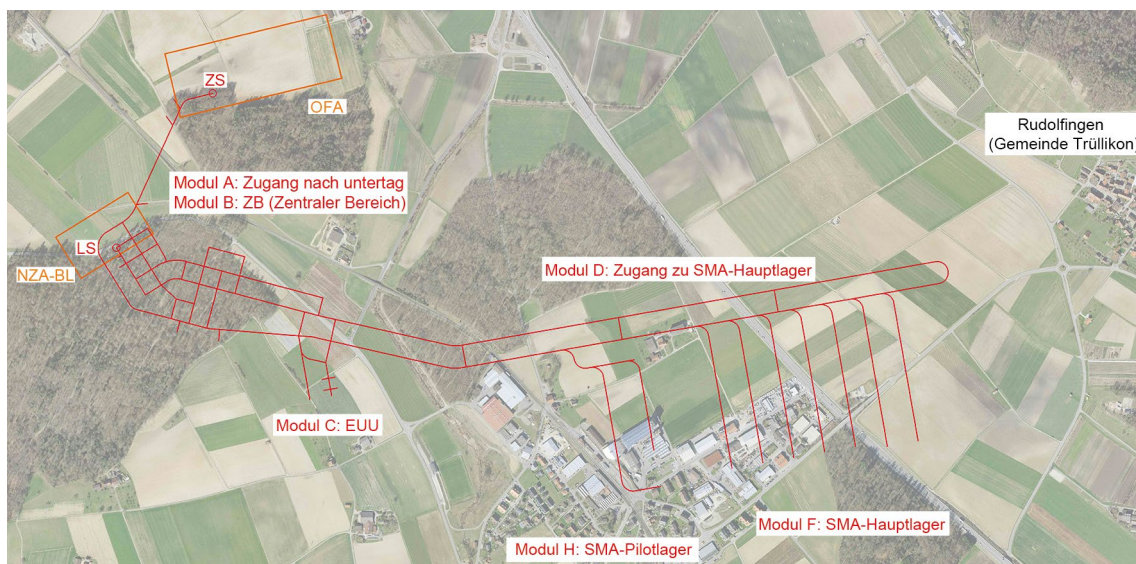 ZS
OFA
Rudolfingen
(Gemeinde Trüllikon)
Modul A: Zugang nach untertag
Modul B: ZB (Zentraler Bereich)
LS
NZA-BL
Modul D: Zugang zu SMA-Hauptlager
Modul C: EUU
Modul F: SMA-Hauptlager
Modul H: SMA-Pilotlager